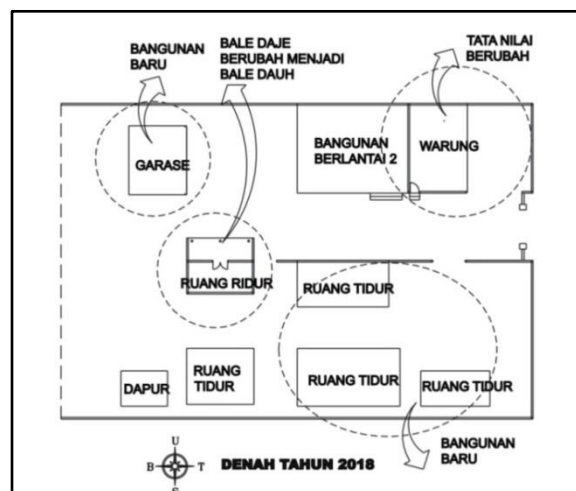 BANGUNAN
BARU
BALE DAJE
BERUBAH MENJADI
BALE DAUH
TATA NILAI
BERUBAH
GARASE
BANGUNAN
BERLANTAI 2
WARUNG
RUANG RIDUR
RUANG TIDUR
DAPUR
RUANG
TIDUR
RUANG TIDUR
RUANG TIDUR
BANGUNAN
BARU
U
B T
S
DENAH TAHUN 2018